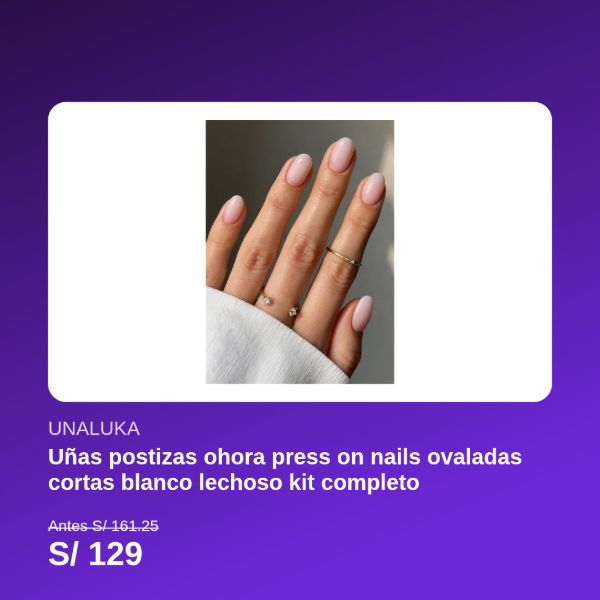 UNALUKA
Uñas postizas ohora press on nails ovaladas
cortas blanco lechoso kit completo
Antes S/ 161.25
S/ 129